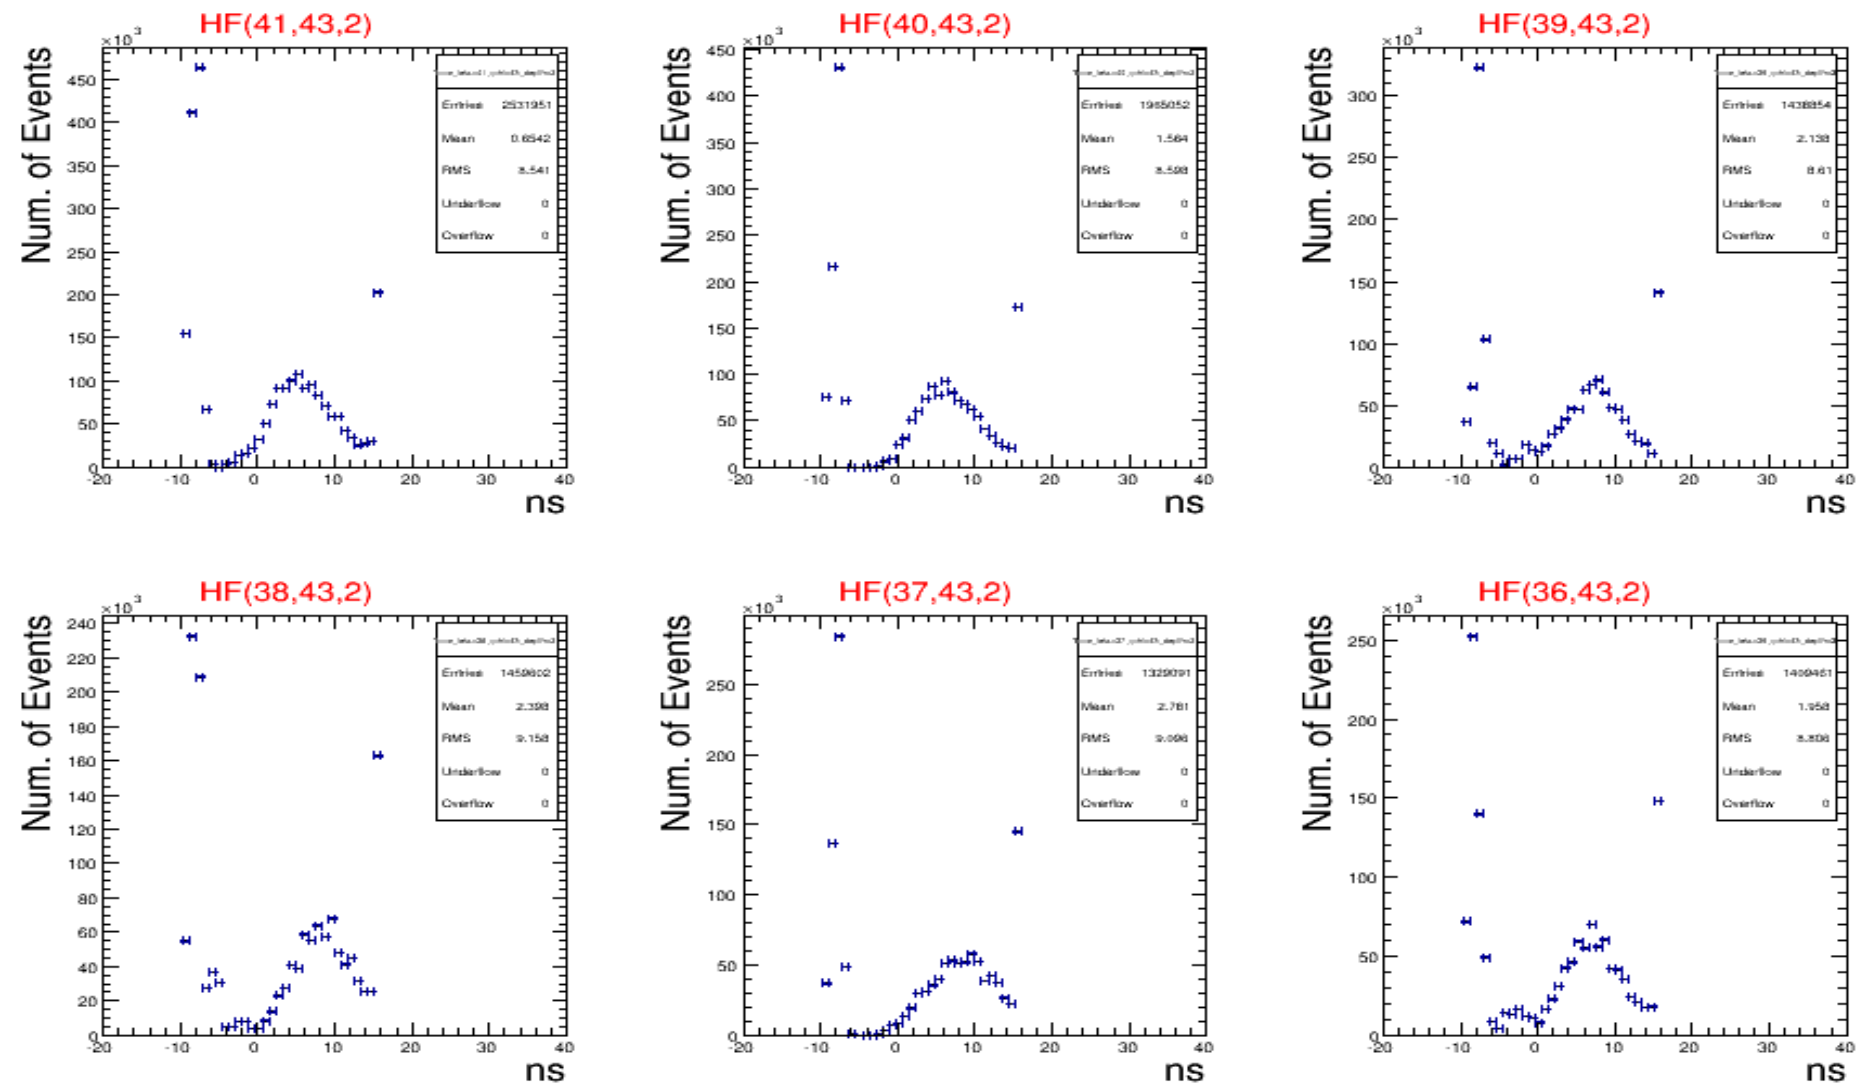 HF(41,43,2)
HF(40,43,2)
HF(39,43,2)
×10³
450
400
350
300
250
200
150
100
50
0
-20 -10 0 10 20 30 40
Num. of Events
ns
Entries 2531951
Mean 0.6542
RMS 8.541
Underflow 0
Overflow 0
×10³
450
400
350
300
250
200
150
100
50
0
-20 -10 0 10 20 30 40
Num. of Events
ns
Entries
Mean 1.564
RMS 8.598
Underflow 0
Overflow 0
×10³
300
250
200
150
100
50
0
-20 -10 0 10 20 30 40
Num. of Events
ns
Entries
Mean 2.138
RMS 8.61
Underflow 0
Overflow 0
HF(38,43,2)
HF(37,43,2)
HF(36,43,2)
×10³
240
220
200
180
160
140
120
100
80
60
40
20
0
-20 -10 0 10 20 30 40
Num. of Events
ns
Entries 1459602
Mean 2.398
RMS 9.158
Underflow 0
Overflow 0
×10³
250
200
150
100
50
0
-20 -10 0 10 20 30 40
Num. of Events
ns
Entries 1329091
Mean 2.781
RMS 9.096
Underflow 0
Overflow 0
×10³
250
200
150
100
50
0
-20 -10 0 10 20 30 40
Num. of Events
ns
Entries
Mean 1.958
RMS 8.806
Underflow 0
Overflow 0